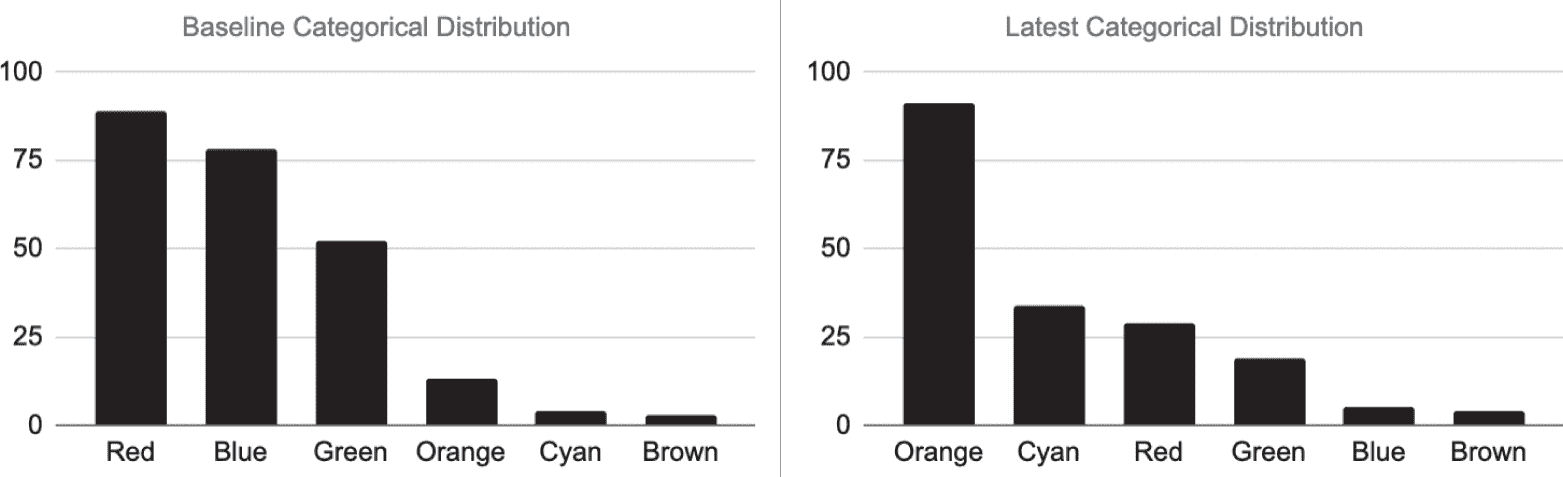 Baseline Categorical Distribution
100
75
50
25
0
Red Blue Green Orange Cyan Brown
Latest Categorical Distribution
100
75
50
25
0
Orange Cyan Red Green Blue Brown